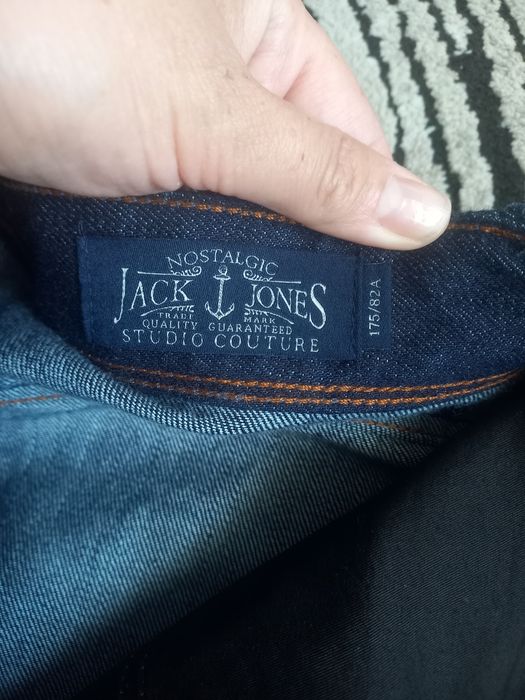 NOSTALGIC
JACK JONES
TRADE MARK
QUALITY GUARANTEED
STUDIO COUTURE
175/82A